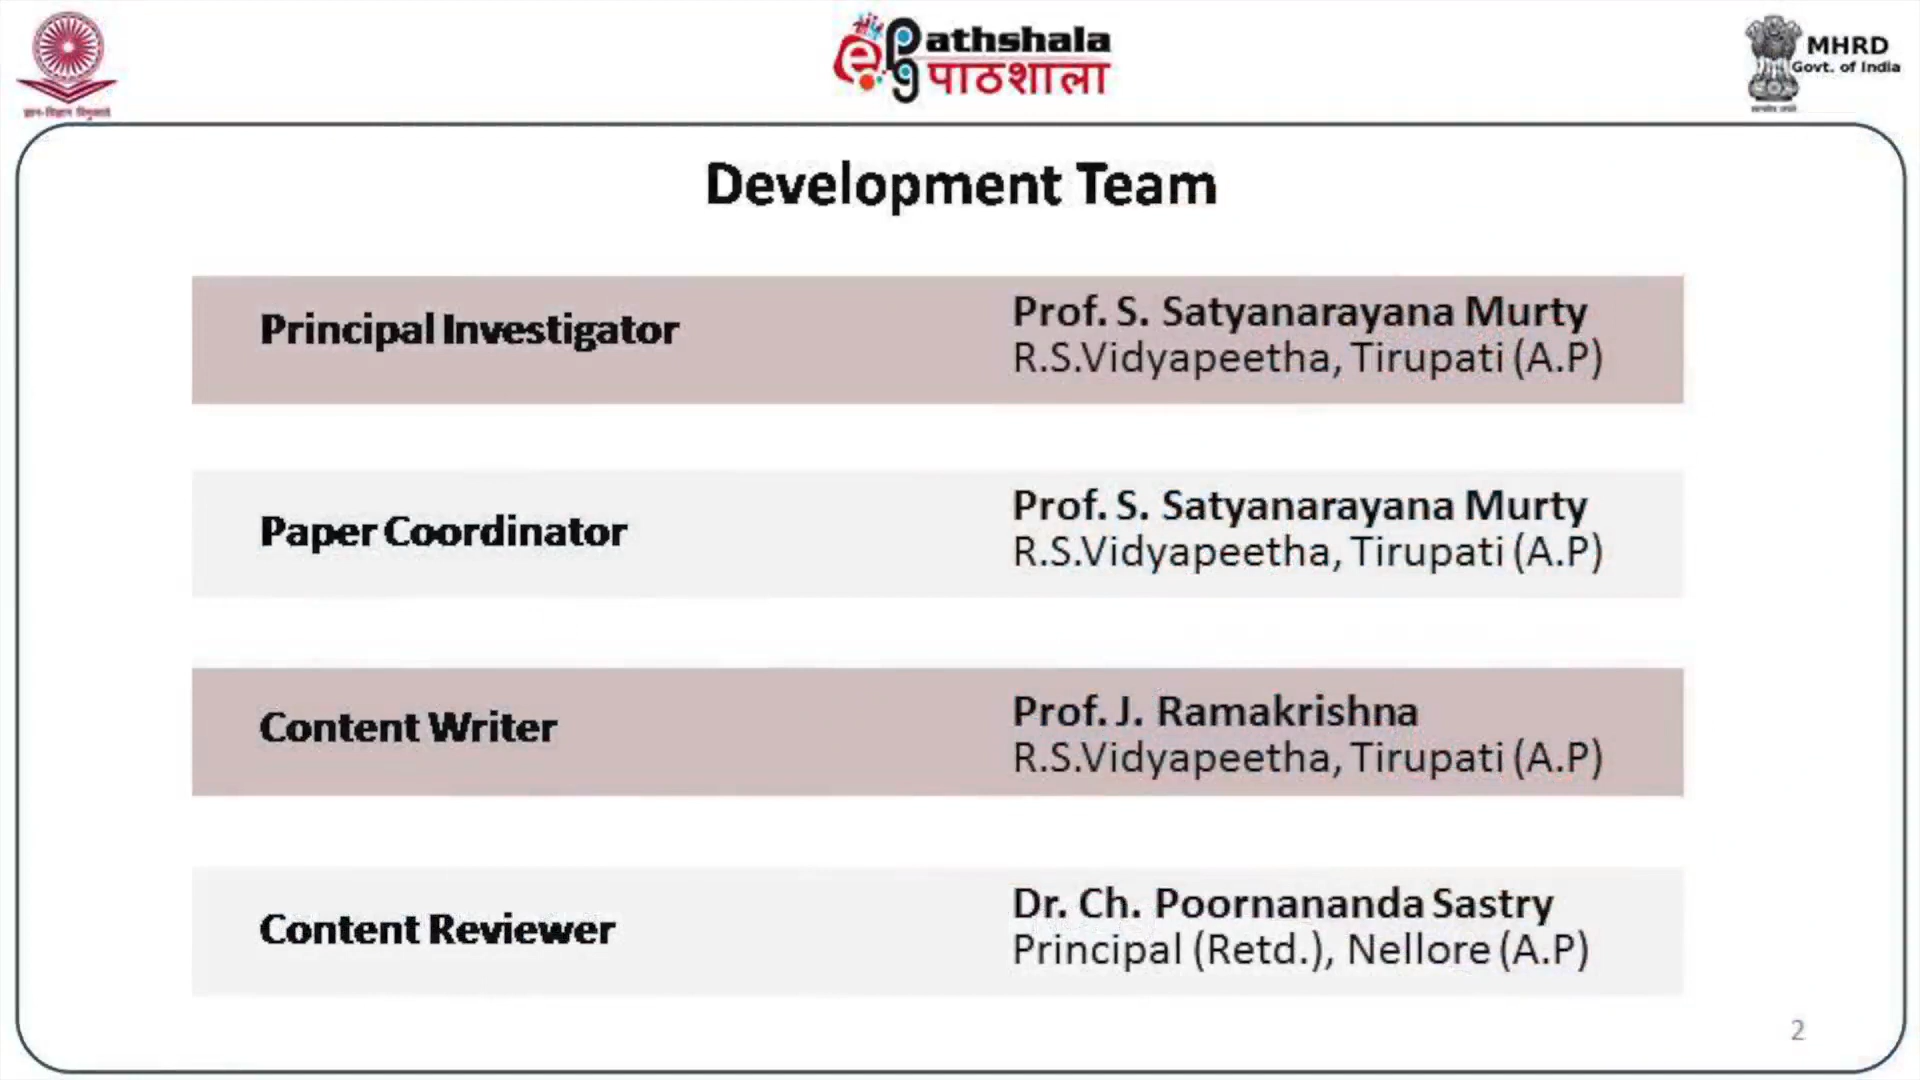 ज्ञान-विज्ञान विमुक्तये
athshala
पाठशाला
MHRD
Govt. of India
Development Team
Principal Investigator
Prof. S. Satyanarayana Murty
R.S.Vidyapeetha, Tirupati (A.P)
Paper Coordinator
Prof. S. Satyanarayana Murty
R.S.Vidyapeetha, Tirupati (A.P)
Content Writer
Prof. J. Ramakrishna
R.S.Vidyapeetha, Tirupati (A.P)
Content Reviewer
Dr. Ch. Poornananda Sastry
Principal (Retd.), Nellore (A.P)
2